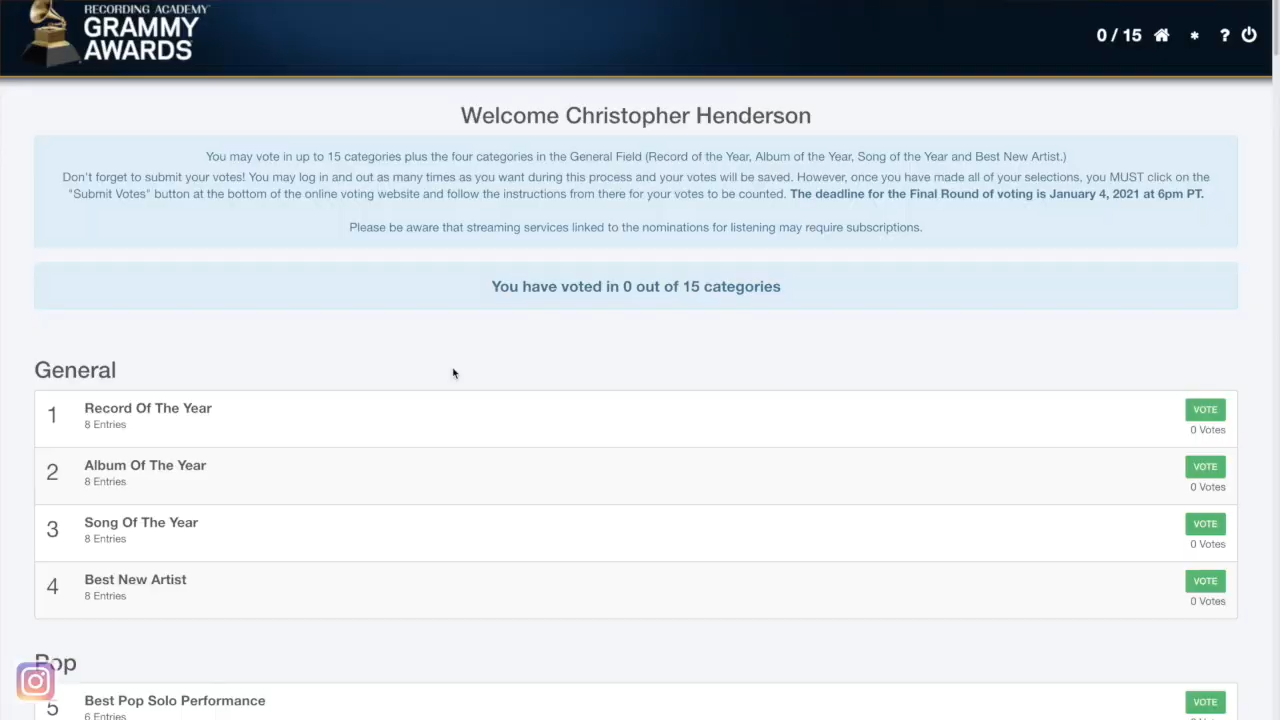 RECORDING ACADEMY
GRAMMY
AWARDS
0 / 15
* ?
Welcome Christopher Henderson
You may vote in up to 15 categories plus the four categories in the General Field (Record of the Year, Album of the Year, Song of the Year and Best New Artist.)
Don't forget to submit your votes! You may log in and out as many times as you want during this process and your votes will be saved. However, once you have made all of your selections, you MUST click on the
"Submit Votes" button at the bottom of the online voting website and follow the instructions from there for your votes to be counted. The deadline for the Final Round of voting is January 4, 2021 at 6pm PT.
Please be aware that streaming services linked to the nominations for listening may require subscriptions.
You have voted in 0 out of 15 categories
General
1 Record Of The Year VOTE
8 Entries 0 Votes
2 Album Of The Year VOTE
8 Entries 0 Votes
3 Song Of The Year VOTE
8 Entries 0 Votes
4 Best New Artist VOTE
8 Entries 0 Votes
Pop
5 Best Pop Solo Performance VOTE
6 Entries